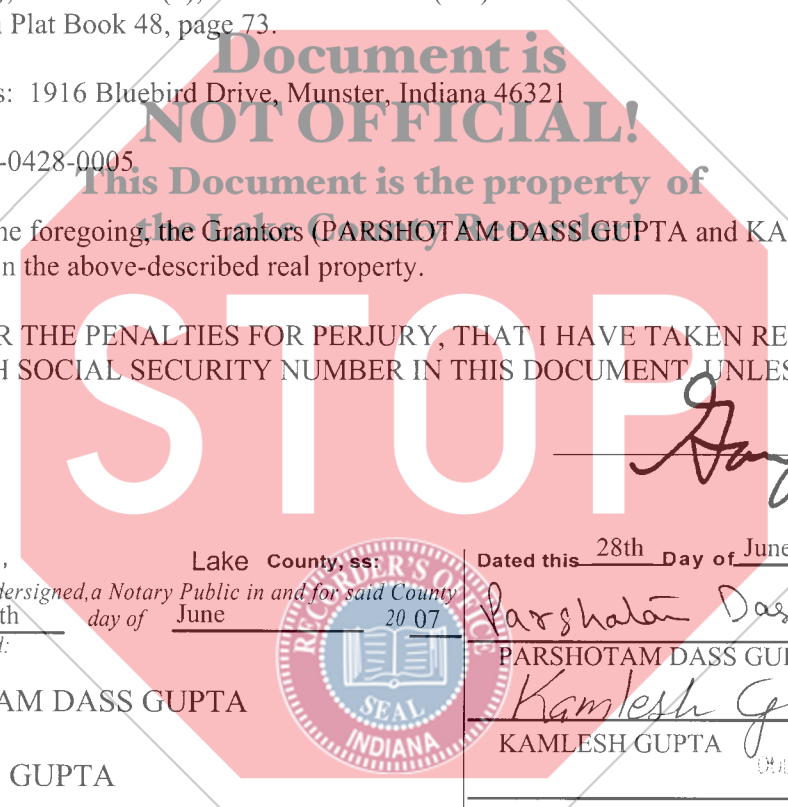 Plat Book 48, page 73.
Document is
s: 1916 Bluebird Drive, Munster, Indiana 46321
NOT OFFICIAL!
-0428-0005
This Document is the property of
the Lake County Recorder!
he foregoing, the Grantors (PARSHOTAM DASS GUPTA and KA
n the above-described real property.
R THE PENALTIES FOR PERJURY, THAT I HAVE TAKEN RE
H SOCIAL SECURITY NUMBER IN THIS DOCUMENT, UNLES
STOP
, Lake County, ss:
dersigned, a Notary Public in and for said County
th day of June 20 07
d:
AM DASS GUPTA
GUPTA
RECORDER'S OFFICE
SEAL
INDIANA
Dated this 28th Day of June
Parshotam Das
PARSHOTAM DASS GU
Kamlesh G
KAMLESH GUPTA